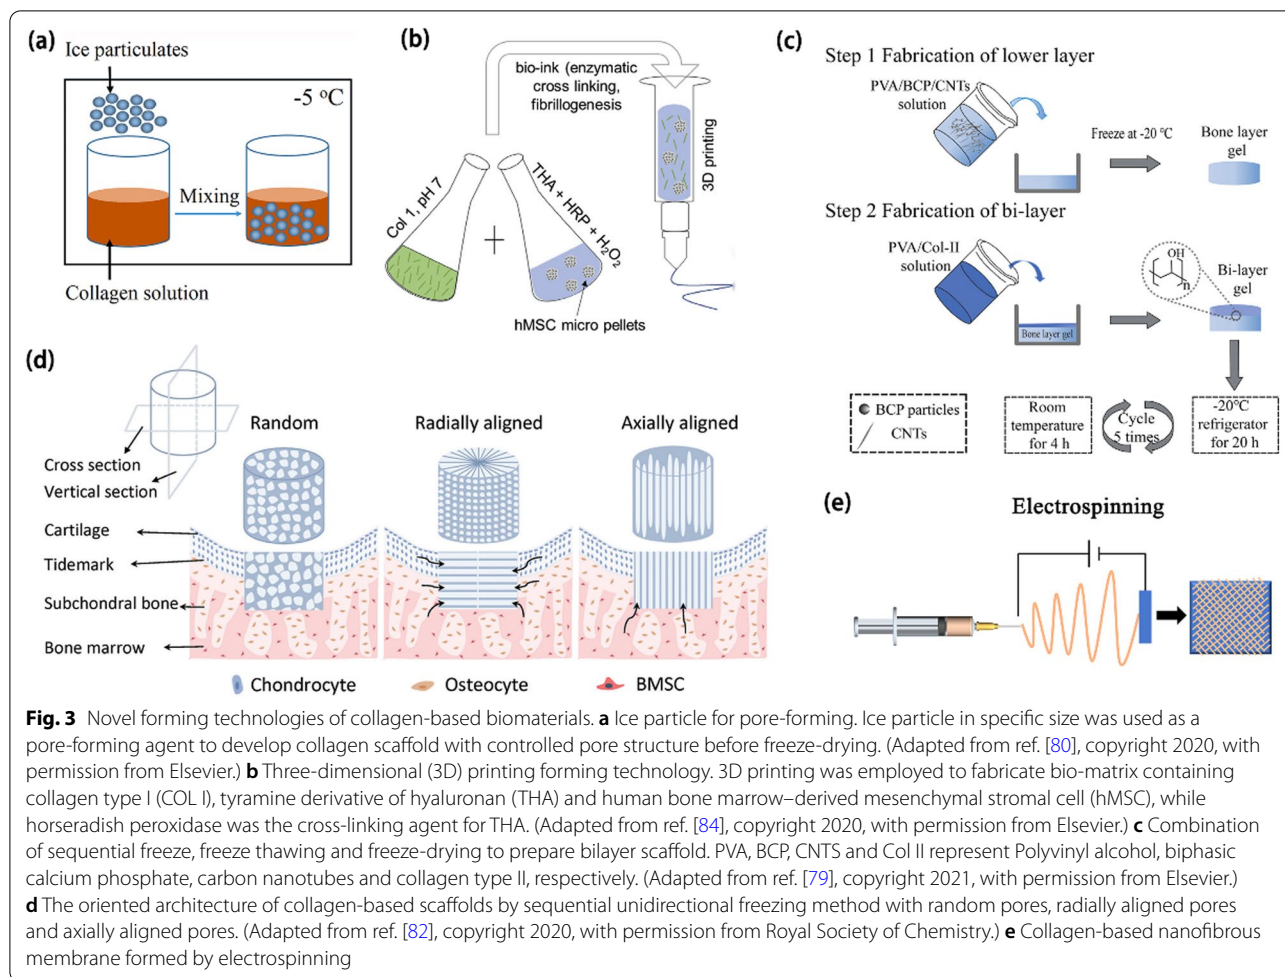 (a)
Ice particulates
-5 °C
Mixing
Collagen solution
(b)
bio-ink (enzymatic
cross linking,
fibrillogenesis
3D printing
Col 1, pH 7
THA + HRP + H₂O₂
+
hMSC micro pellets
(c)
Step 1 Fabrication of lower layer
PVA/BCP/CNTs
solution
Freeze at -20 ℃
Bone layer
gel
Step 2 Fabrication of bi-layer
PVA/Col-II
solution
Bone layer gel
OH
n
Bi-layer
gel
BCP particles
CNTs
Room
temperature
for 4 h
Cycle
5 times
-20℃
refrigerator
for 20 h
(d)
Cross section
Vertical section
Random
Radially aligned
Axially aligned
Cartilage
Tidemark
Subchondral bone
Bone marrow
Chondrocyte
Osteocyte
BMSC
(e)
Electrospinning
Fig. 3 Novel forming technologies of collagen-based biomaterials. a Ice particle for pore-forming. Ice particle in specific size was used as a
pore-forming agent to develop collagen scaffold with controlled pore structure before freeze-drying. (Adapted from ref. [80], copyright 2020, with
permission from Elsevier.) b Three-dimensional (3D) printing forming technology. 3D printing was employed to fabricate bio-matrix containing
collagen type I (COL I), tyramine derivative of hyaluronan (THA) and human bone marrow–derived mesenchymal stromal cell (hMSC), while
horseradish peroxidase was the cross-linking agent for THA. (Adapted from ref. [84], copyright 2020, with permission from Elsevier.) c Combination
of sequential freeze, freeze thawing and freeze-drying to prepare bilayer scaffold. PVA, BCP, CNTS and Col II represent Polyvinyl alcohol, biphasic
calcium phosphate, carbon nanotubes and collagen type II, respectively. (Adapted from ref. [79], copyright 2021, with permission from Elsevier.)
d The oriented architecture of collagen-based scaffolds by sequential unidirectional freezing method with random pores, radially aligned pores
and axially aligned pores. (Adapted from ref. [82], copyright 2020, with permission from Royal Society of Chemistry.) e Collagen-based nanofibrous
membrane formed by electrospinning